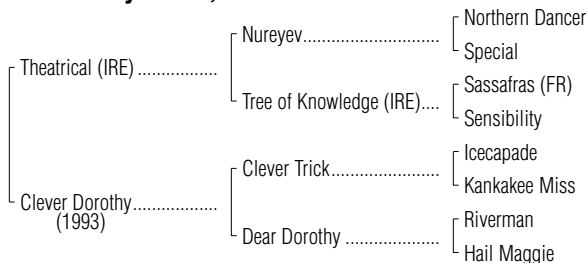 Northern Dancer
Nureyev
Special
Theatrical (IRE)
Sassafras (FR)
Tree of Knowledge (IRE)
Sensibility
Icecapade
Clever Trick
Kankakee Miss
Clever Dorothy
(1993)
Riverman
Dear Dorothy
Hail Maggie